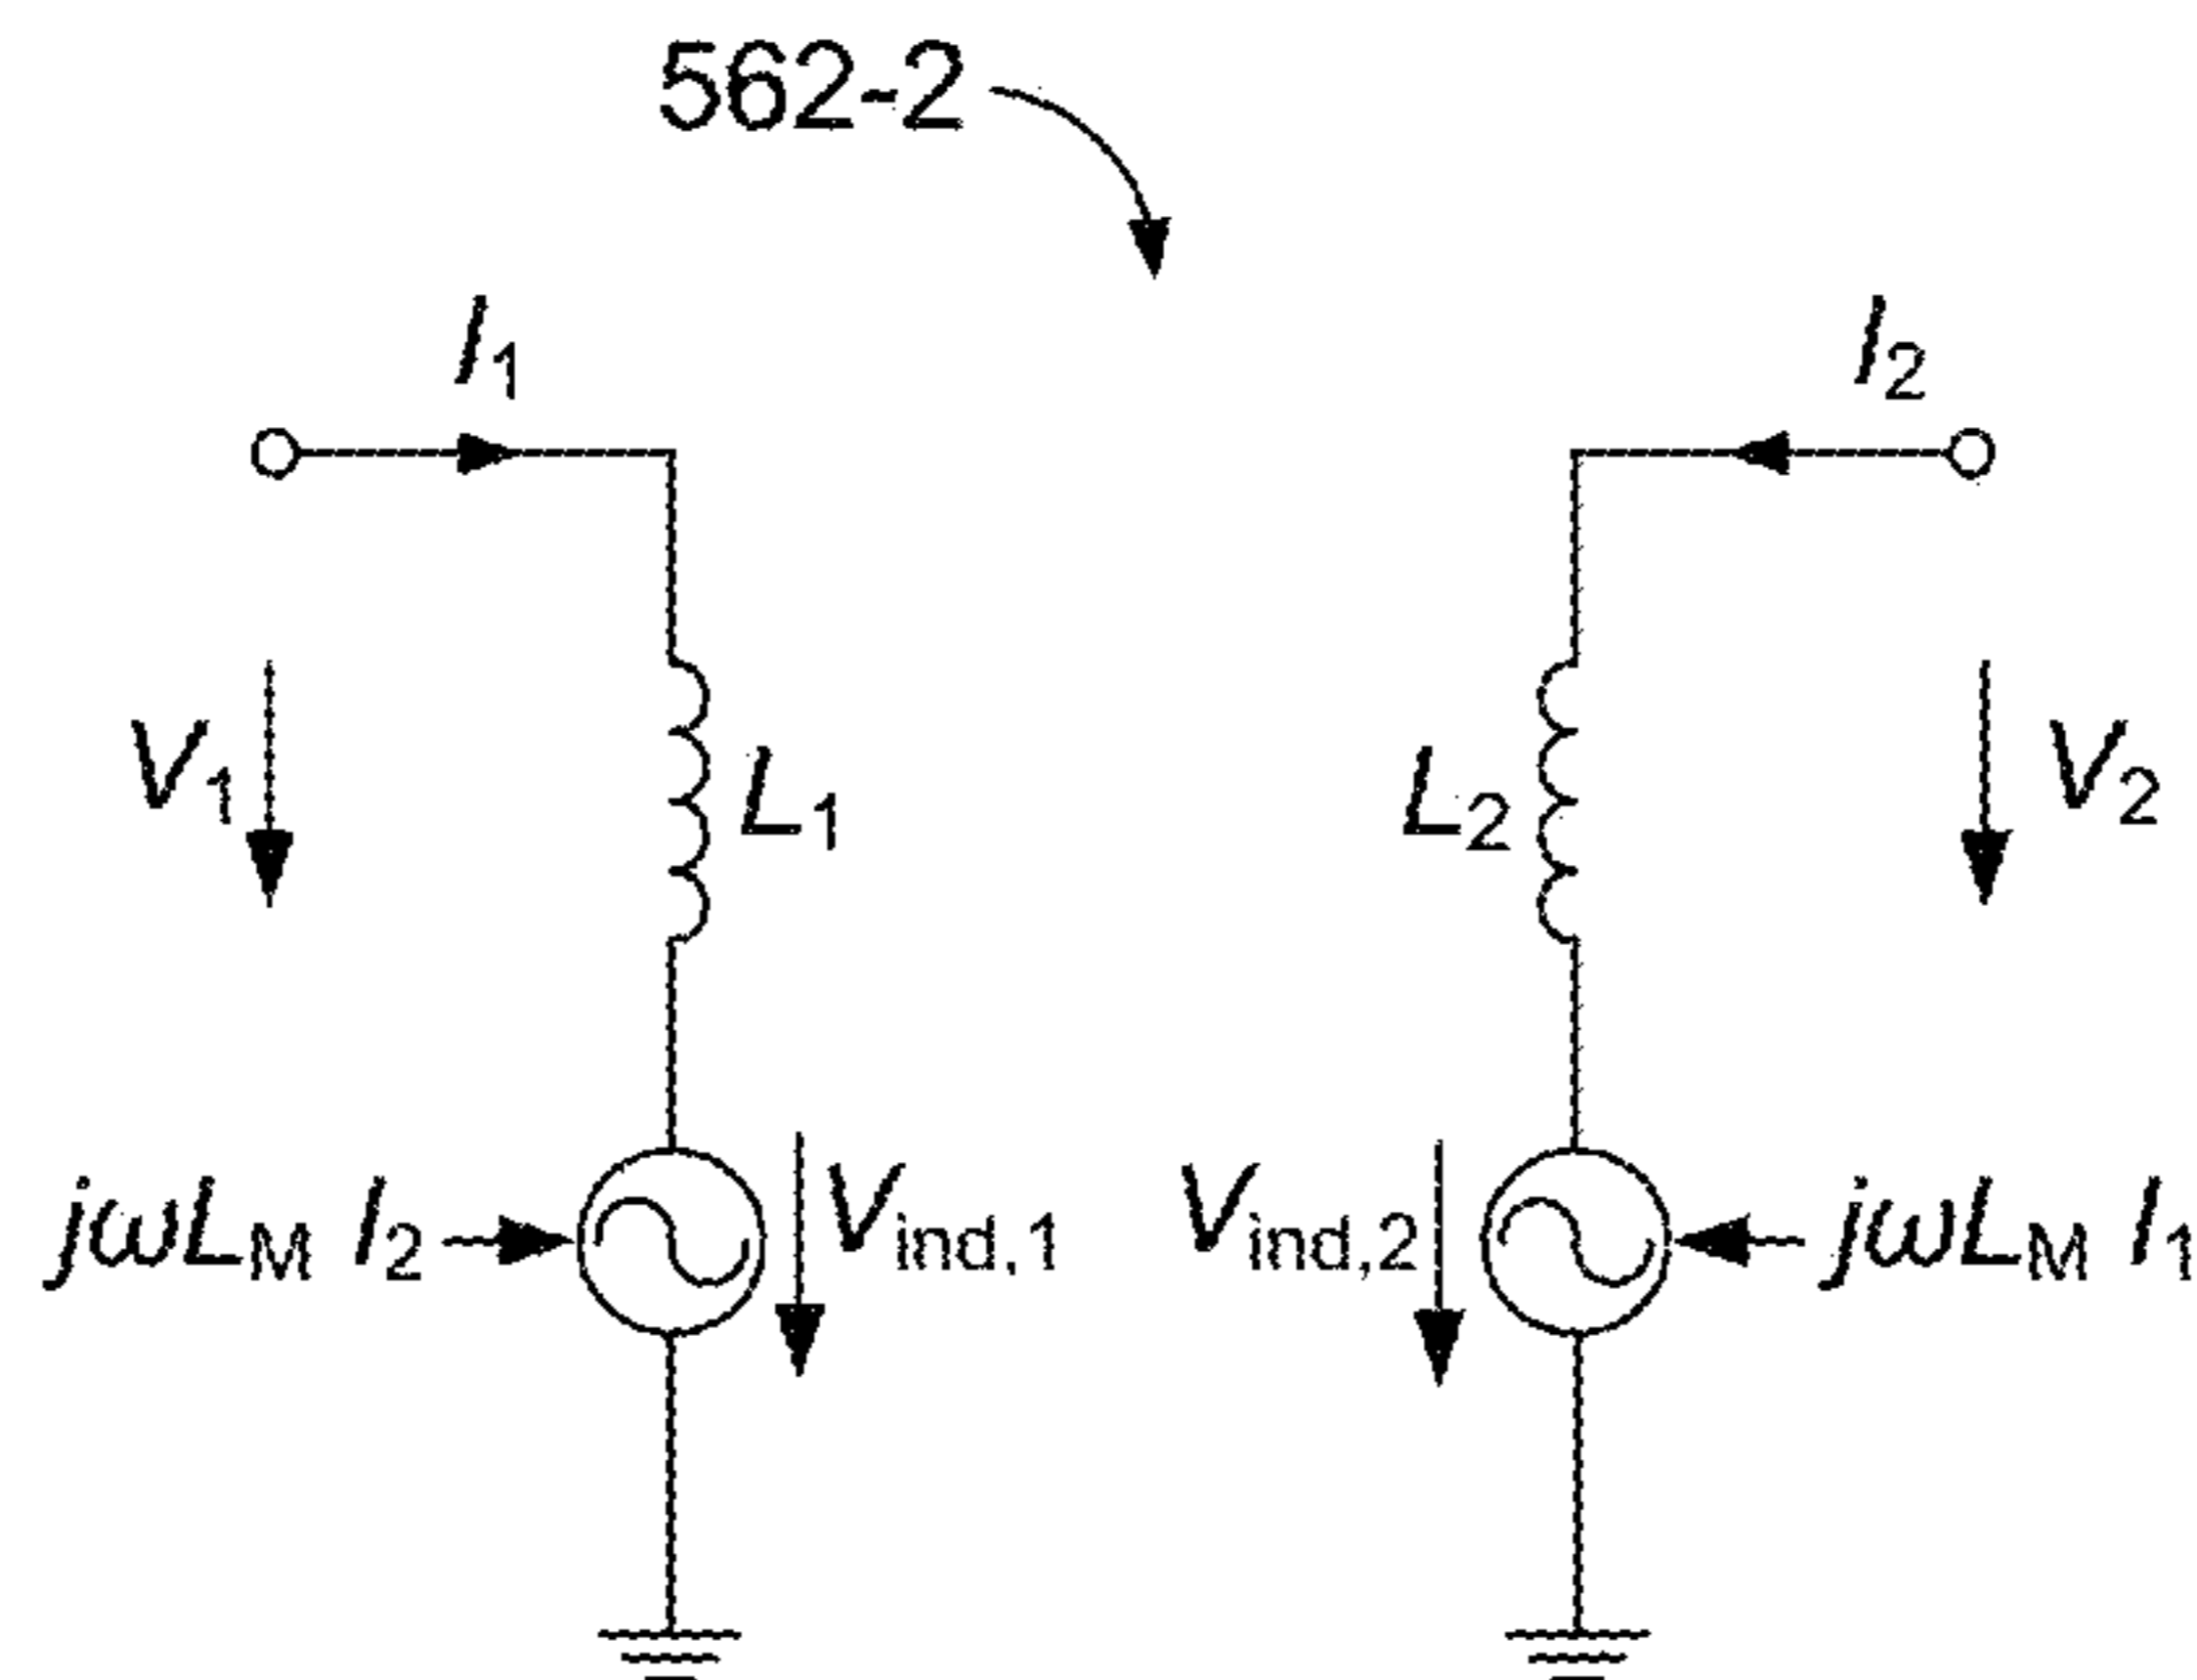 562-2
I1
I2
V1
L1
L2
V2
jωLM I2
Vind,1
Vind,2
jωLM I1